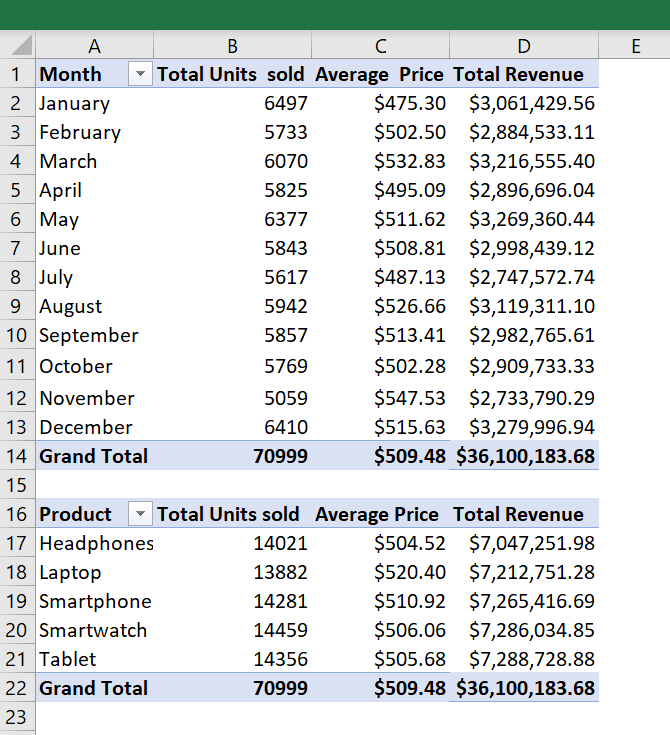 A B C D E
1 Month Total Units sold Average Price Total Revenue
2 January 6497 $475.30 $3,061,429.56
3 February 5733 $502.50 $2,884,533.11
4 March 6070 $532.83 $3,216,555.40
5 April 5825 $495.09 $2,896,696.04
6 May 6377 $511.62 $3,269,360.44
7 June 5843 $508.81 $2,998,439.12
8 July 5617 $487.13 $2,747,572.74
9 August 5942 $526.66 $3,119,311.10
10 September 5857 $513.41 $2,982,765.61
11 October 5769 $502.28 $2,909,733.33
12 November 5059 $547.53 $2,733,790.29
13 December 6410 $515.63 $3,279,996.94
14 Grand Total 70999 $509.48 $36,100,183.68
15
16 Product Total Units sold Average Price Total Revenue
17 Headphones 14021 $504.52 $7,047,251.98
18 Laptop 13882 $520.40 $7,212,751.28
19 Smartphone 14281 $510.92 $7,265,416.69
20 Smartwatch 14459 $506.06 $7,286,034.85
21 Tablet 14356 $505.68 $7,288,728.88
22 Grand Total 70999 $509.48 $36,100,183.68
23